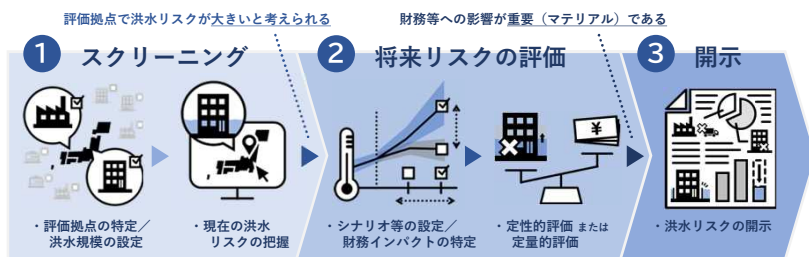 評価拠点で洪水リスクが大きいと考えられる
財務等への影響が重要(マテリアル)である
1 スクリーニング
2 将来リスクの評価
3 開示
¥
・評価拠点の特定/
洪水規模の設定
・現在の洪水
リスクの把握
・シナリオ等の設定/
財務インパクトの特定
・定性的評価 または
定量的評価
・洪水リスクの開示